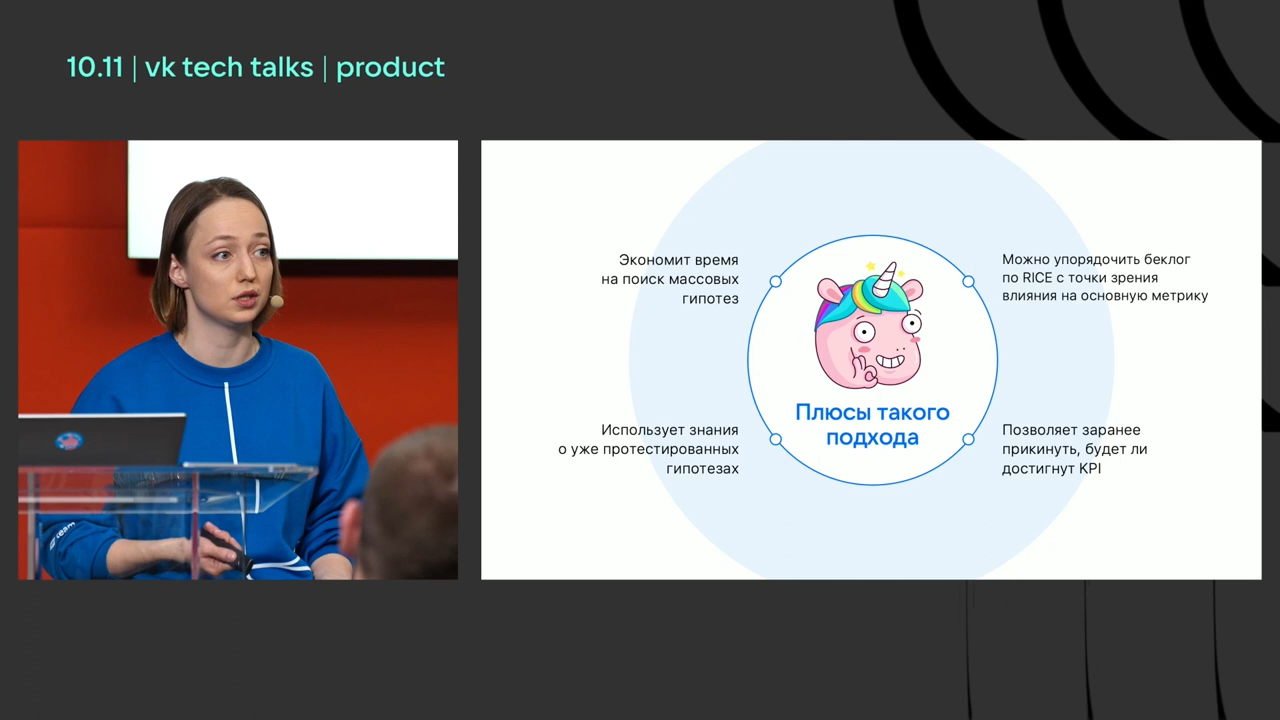 10.11 | vk tech talks | product
Экономит время
на поиск массовых
гипотез
Можно упорядочить беклог
по RICE с точки зрения
влияния на основную метрику
Плюсы такого
подхода
Использует знания
о уже протестированных
гипотезах
Позволяет заранее
прикинуть, будет ли
достигнут KPI
team